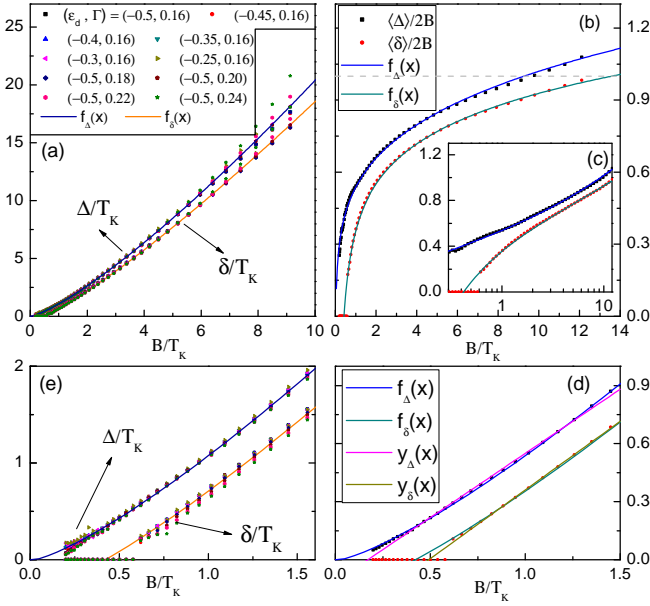 (ε_d , Γ) = (-0.5, 0.16) (-0.45, 0.16)
(-0.4, 0.16) (-0.35, 0.16)
(-0.3, 0.16) (-0.25, 0.16)
(-0.5, 0.18) (-0.5, 0.20)
(-0.5, 0.22) (-0.5, 0.24)
f_Δ(x) f_δ(x)
(a)
Δ/T_K
δ/T_K
25
20
15
10
5
0
0 2 4 6 8 10
B/T_K
(b)
⟨Δ⟩/2B
⟨δ⟩/2B
f_Δ(x)
f_δ(x)
(c)
1.2
0.8
0.4
0.0
1 10
1.2
0.9
0.6
0.3
0.0
0 2 4 6 8 10 12 14
B/T_K
(e)
Δ/T_K
δ/T_K
2
1
0
0.0 0.5 1.0 1.5
B/T_K
(d)
f_Δ(x)
f_δ(x)
y_Δ(x)
y_δ(x)
0.9
0.6
0.3
0.0
0.0 0.5 1.0 1.5
B/T_K